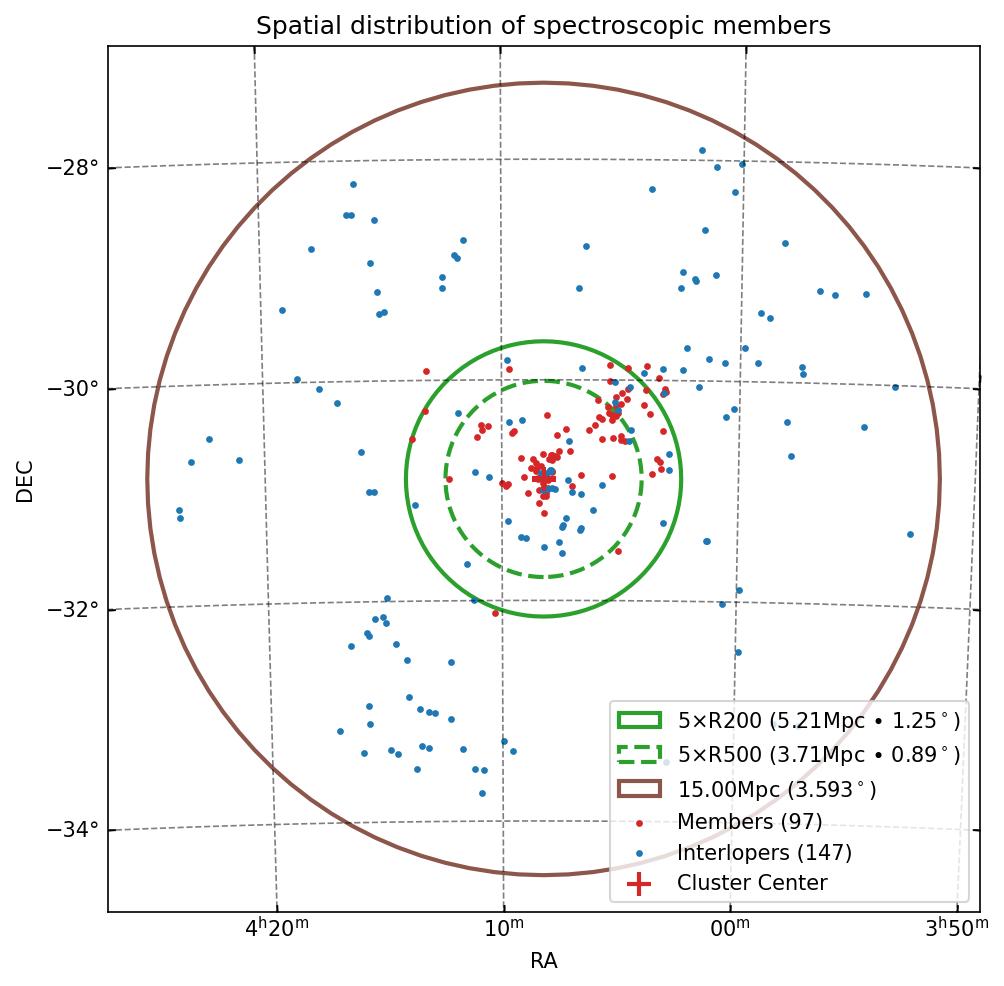 Spatial distribution of spectroscopic members
−28°
−30°
−32°
−34°
DEC
5×R200 (5.21Mpc • 1.25°)
5×R500 (3.71Mpc • 0.89°)
15.00Mpc (3.593°)
Members (97)
Interlopers (147)
Cluster Center
4ʰ20ᵐ 10ᵐ 00ᵐ 3ʰ50ᵐ
RA